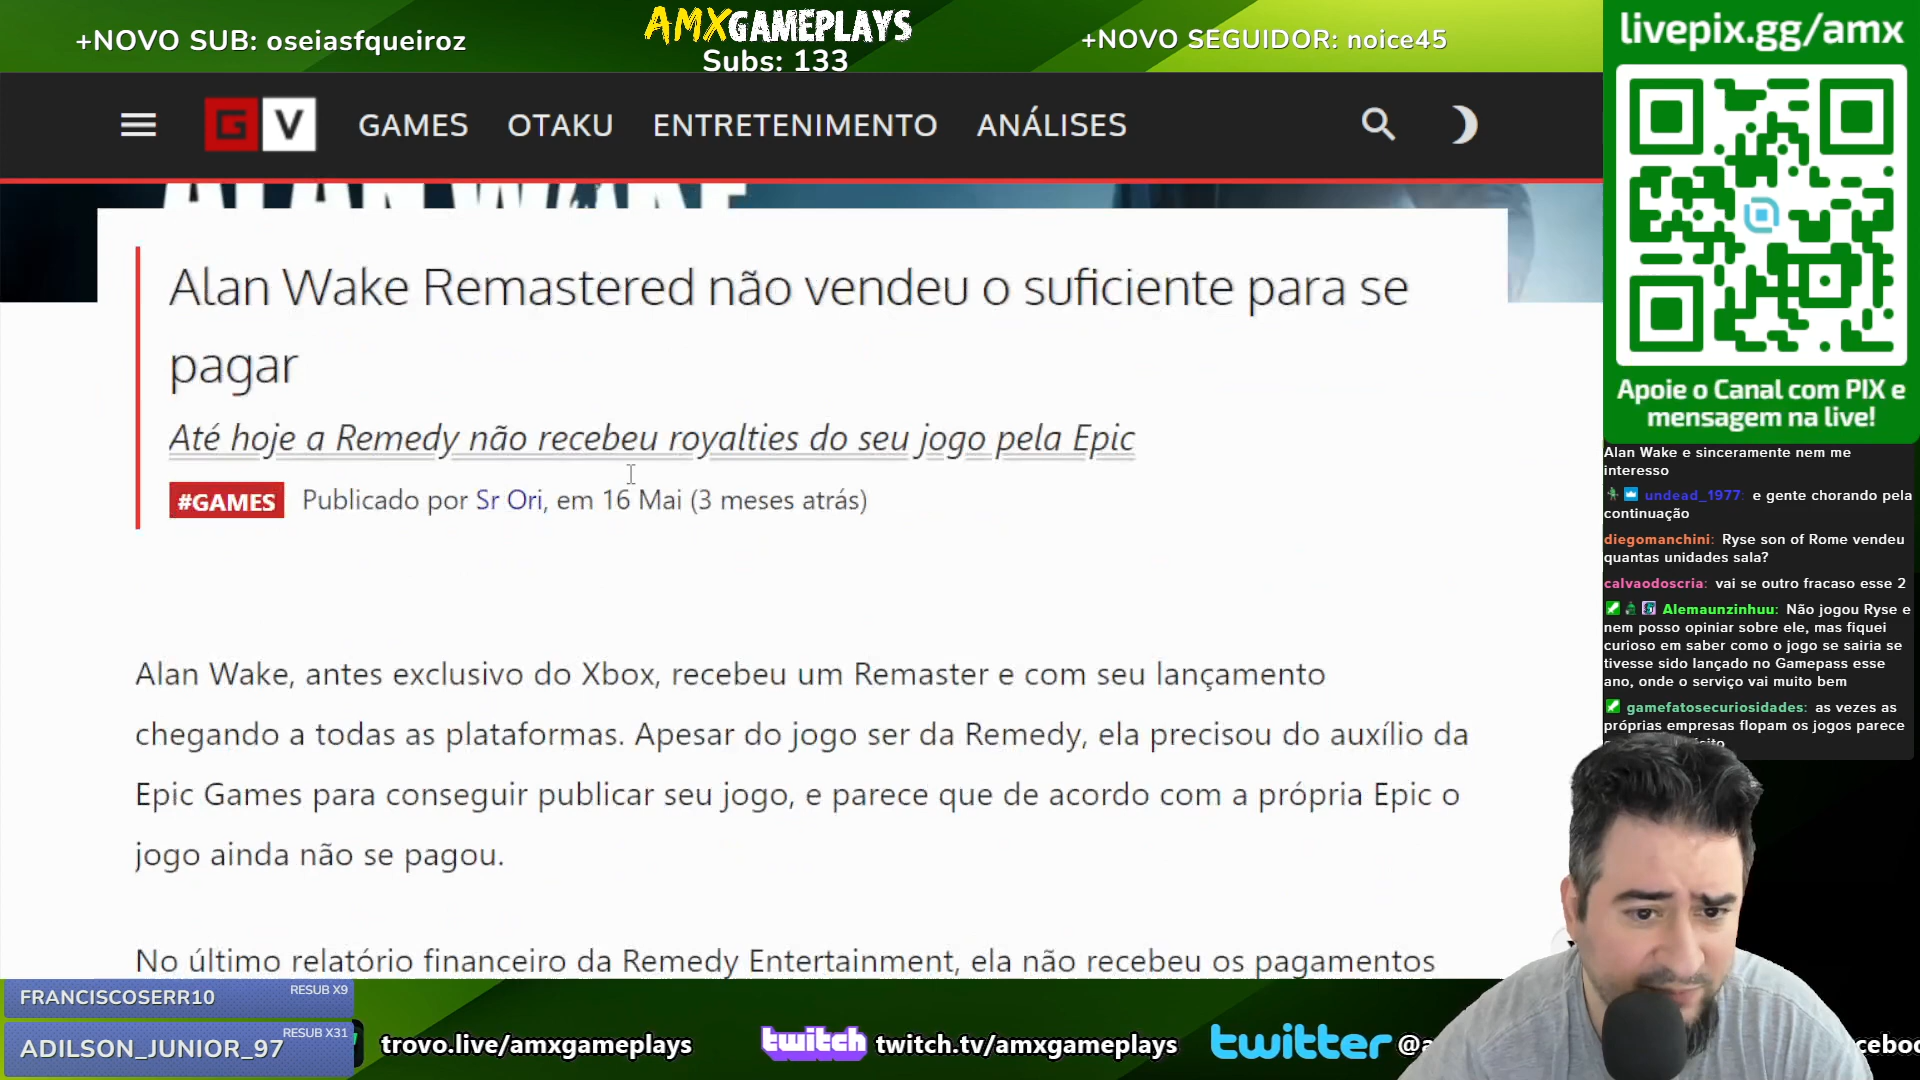 +NOVO SUB: oseiasfqueiroz
AMXGAMEPLAYS
Subs: 133
+NOVO SEGUIDOR: noice45
livepix.gg/amx
GV
GAMES
OTAKU
ENTRETENIMENTO
ANÁLISES
Alan Wake Remastered não vendeu o suficiente para se
pagar
Até hoje a Remedy não recebeu royalties do seu jogo pela Epic
#GAMES Publicado por Sr Ori, em 16 Mai (3 meses atrás)
Alan Wake, antes exclusivo do Xbox, recebeu um Remaster e com seu lançamento
chegando a todas as plataformas. Apesar do jogo ser da Remedy, ela precisou do auxílio da
Epic Games para conseguir publicar seu jogo, e parece que de acordo com a própria Epic o
jogo ainda não se pagou.
No último relatório financeiro da Remedy Entertainment, ela não recebeu os pagamentos
Apoie o Canal com PIX e
mensagem na live!
Alan Wake e sinceramente nem me
interesso
undead_1977: e gente chorando pela
continuação
diegomanchini: Ryse son of Rome vendeu
quantas unidades sala?
calvaodoscria: vai se outro fracaso esse 2
Alemaunzinhuu: Não jogou Ryse e
nem posso opiniar sobre ele, mas fiquei
curioso em saber como o jogo se sairia se
tivesse sido lançado no Gamepass esse
ano, onde o serviço vai muito bem
gamefatosecuriosidades: as vezes as
próprias empresas flopam os jogos parece
FRANCISCOSERR10 RESUB X9
ADILSON_JUNIOR_97 RESUB X31
trovo.live/amxgameplays
twitch twitch.tv/amxgameplays
twitter